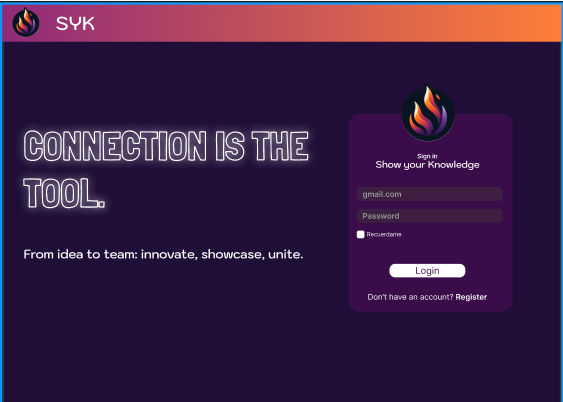 SYK
CONNECTION IS THE
TOOL.
From idea to team: innovate, showcase, unite.
Sign in
Show your Knowledge
gmail.com
Password
Recuerdame
Login
Don't have an account? Register